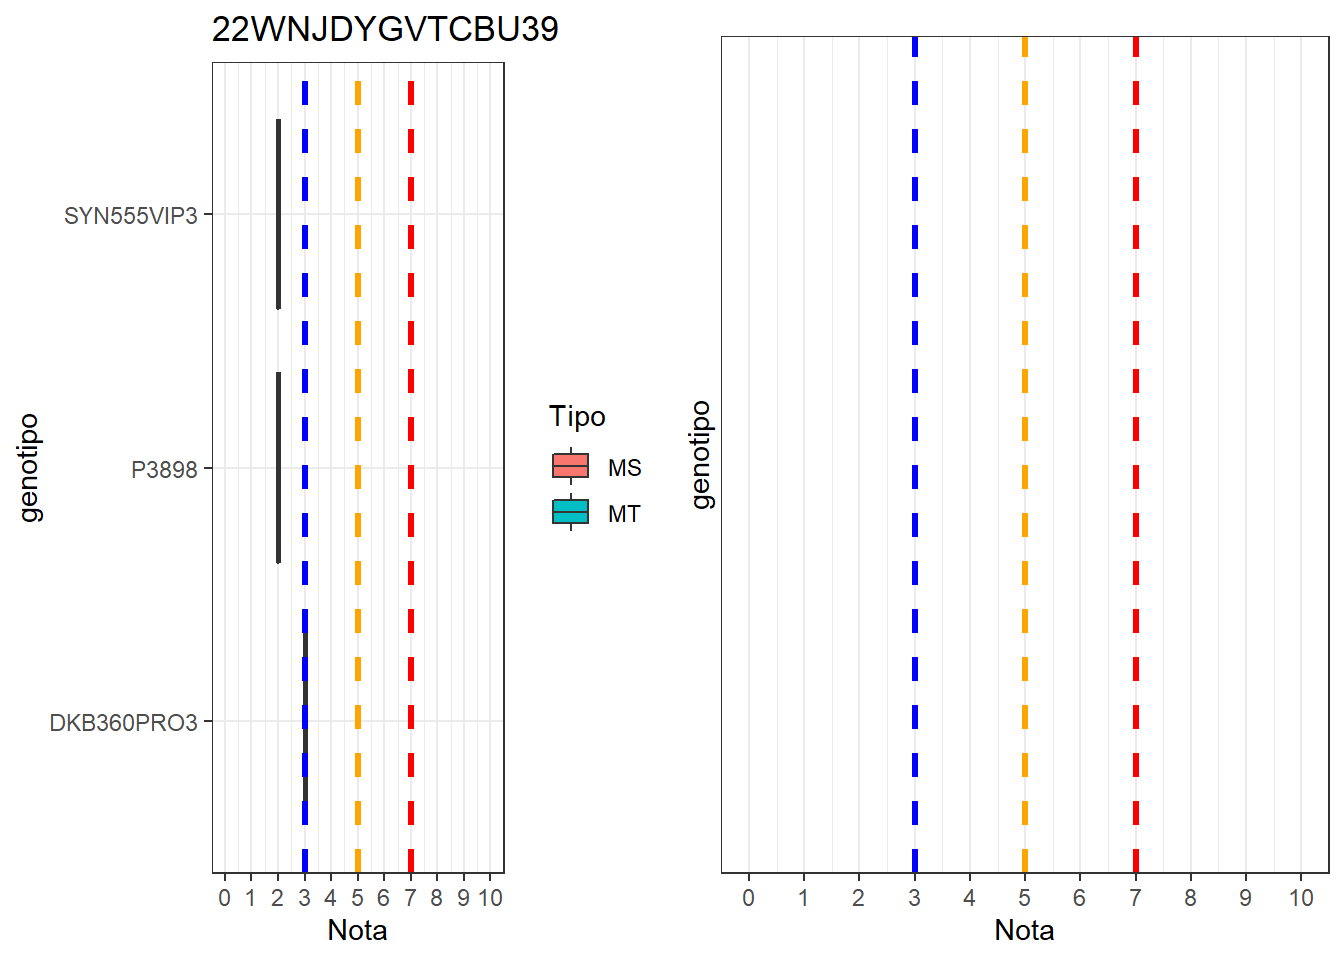 22WNJDYGVTCBU39
genotipo
SYN555VIP3
P3898
DKB360PRO3
0 1 2 3 4 5 6 7 8 9 10
Nota
Tipo
MS
MT
genotipo
0 1 2 3 4 5 6 7 8 9 10
Nota